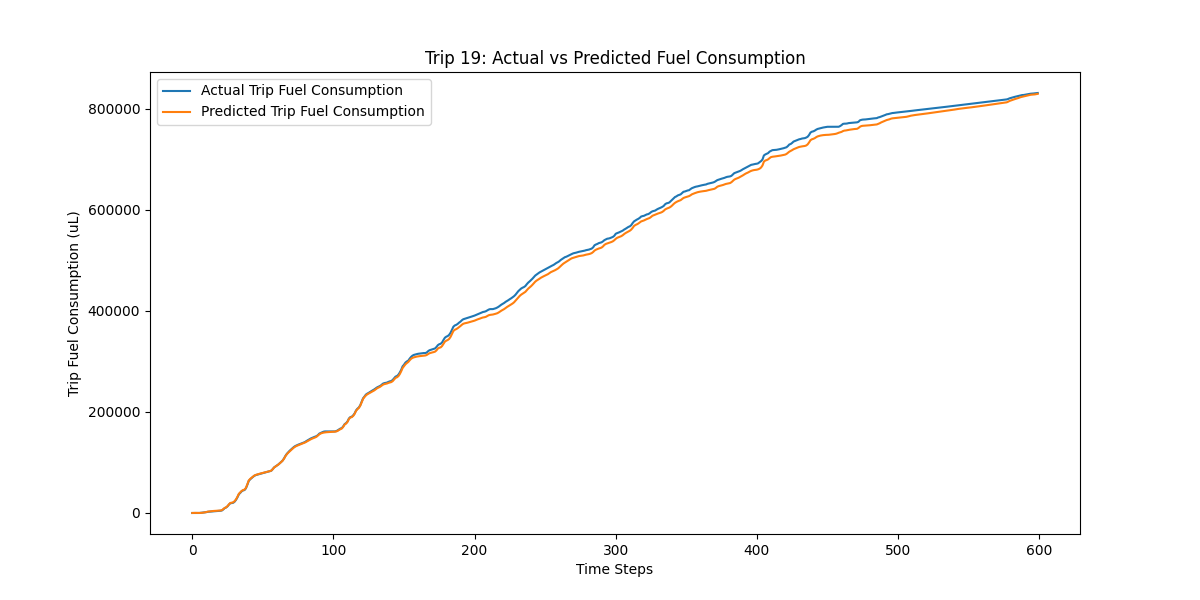 Trip 19: Actual vs Predicted Fuel Consumption
Actual Trip Fuel Consumption
Predicted Trip Fuel Consumption
Trip Fuel Consumption (uL)
800000
600000
400000
200000
0
0 100 200 300 400 500 600
Time Steps